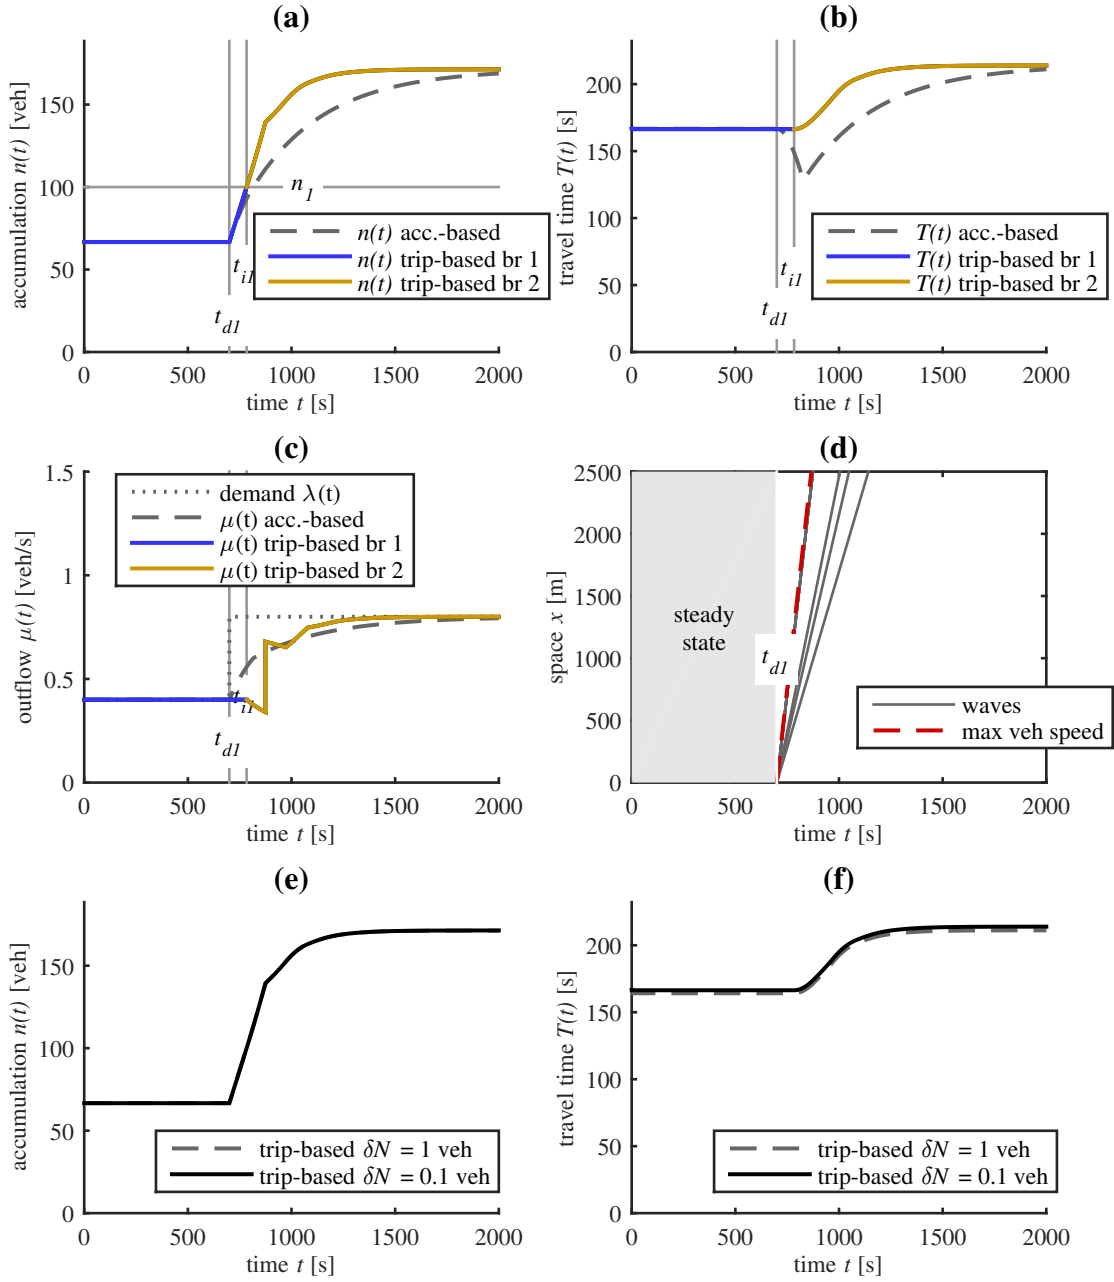 (a)
accumulation n(t) [veh]
150
100
50
0
n1
ti1
td1
n(t) acc.-based
n(t) trip-based br 1
n(t) trip-based br 2
0 500 1000 1500 2000
time t [s]
(b)
travel time T(t) [s]
200
150
100
50
0
ti1
td1
T(t) acc.-based
T(t) trip-based br 1
T(t) trip-based br 2
0 500 1000 1500 2000
time t [s]
(c)
outflow μ(t) [veh/s]
1.5
1
0.5
0
demand λ(t)
μ(t) acc.-based
μ(t) trip-based br 1
μ(t) trip-based br 2
ti1
td1
0 500 1000 1500 2000
time t [s]
(d)
space x [m]
2500
2000
1500
1000
500
0
steady
state
td1
waves
max veh speed
0 500 1000 1500 2000
time t [s]
(e)
accumulation n(t) [veh]
150
100
50
0
trip-based δN = 1 veh
trip-based δN = 0.1 veh
0 500 1000 1500 2000
time t [s]
(f)
travel time T(t) [s]
200
150
100
50
0
trip-based δN = 1 veh
trip-based δN = 0.1 veh
0 500 1000 1500 2000
time t [s]